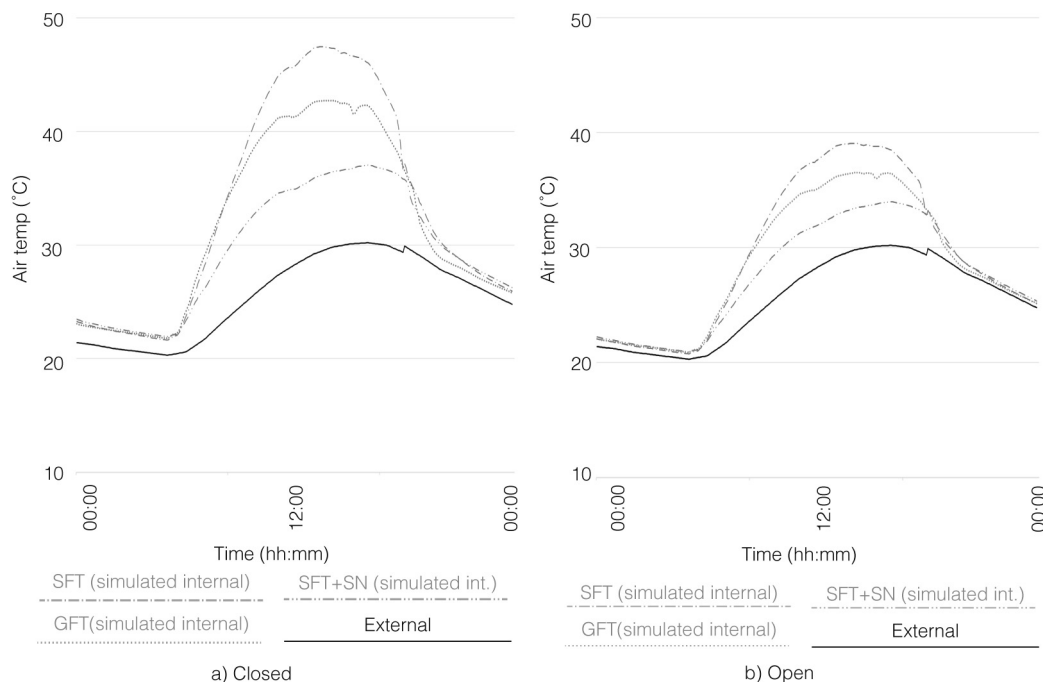 50
40
30
20
10
Air temp (˚C)
00:00
12:00
00:00
Time (hh:mm)
SFT (simulated internal)
SFT+SN (simulated int.)
GFT(simulated internal)
External
a) Closed
50
40
30
20
10
Air temp (˚C)
00:00
12:00
00:00
Time (hh:mm)
SFT (simulated internal)
SFT+SN (simulated int.)
GFT(simulated internal)
External
b) Open